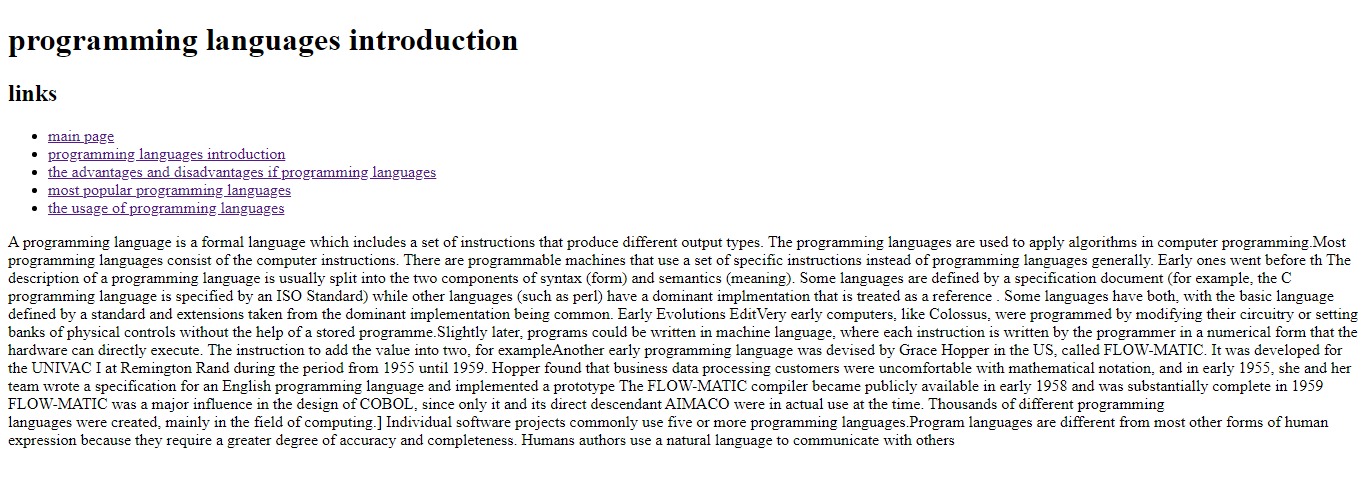 programming languages introduction
links
main page
programming languages introduction
the advantages and disadvantages if programming languages
most popular programming languages
the usage of programming languages
A programming language is a formal language which includes a set of instructions that produce different output types. The programming languages are used to apply algorithms in computer programming.Most
programming languages consist of the computer instructions. There are programmable machines that use a set of specific instructions instead of programming languages generally. Early ones went before th The
description of a programming language is usually split into the two components of syntax (form) and semantics (meaning). Some languages are defined by a specification document (for example, the C
programming language is specified by an ISO Standard) while other languages (such as perl) have a dominant implmentation that is treated as a reference . Some languages have both, with the basic language
defined by a standard and extensions taken from the dominant implementation being common. Early Evolutions EditVery early computers, like Colossus, were programmed by modifying their circuitry or setting
banks of physical controls without the help of a stored programme.Slightly later, programs could be written in machine language, where each instruction is written by the programmer in a numerical form that the
hardware can directly execute. The instruction to add the value into two, for exampleAnother early programming language was devised by Grace Hopper in the US, called FLOW-MATIC. It was developed for
the UNIVAC I at Remington Rand during the period from 1955 until 1959. Hopper found that business data processing customers were uncomfortable with mathematical notation, and in early 1955, she and her
team wrote a specification for an English programming language and implemented a prototype The FLOW-MATIC compiler became publicly available in early 1958 and was substantially complete in 1959
FLOW-MATIC was a major influence in the design of COBOL, since only it and its direct descendant AIMACO were in actual use at the time. Thousands of different programming
languages were created, mainly in the field of computing.] Individual software projects commonly use five or more programming languages.Program languages are different from most other forms of human
expression because they require a greater degree of accuracy and completeness. Humans authors use a natural language to communicate with others